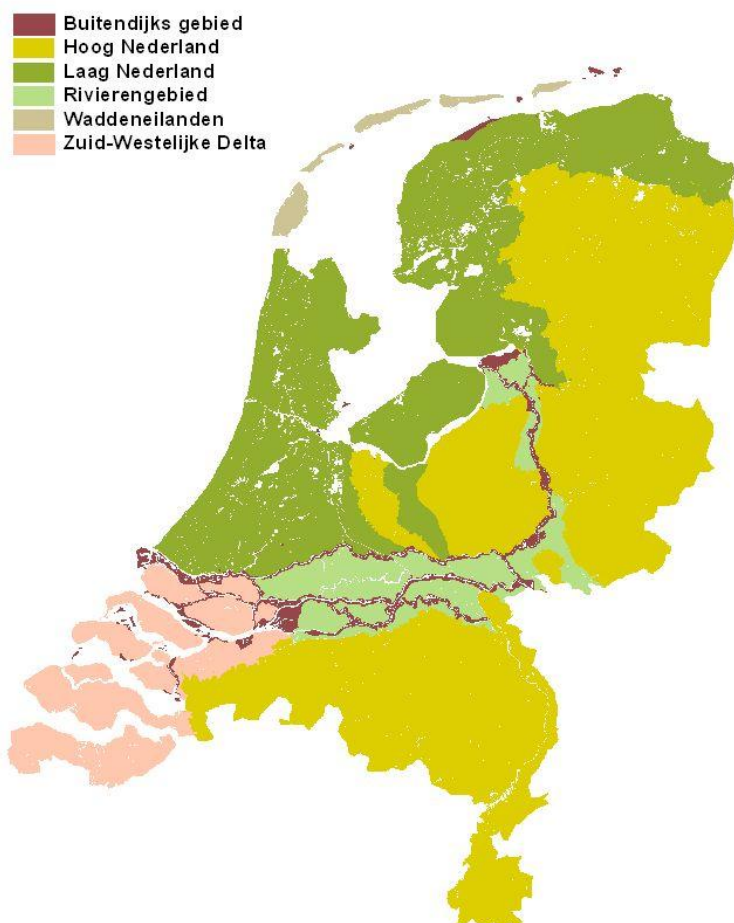 Buitendijks gebied
Hoog Nederland
Laag Nederland
Rivierengebied
Waddeneilanden
Zuid-Westelijke Delta